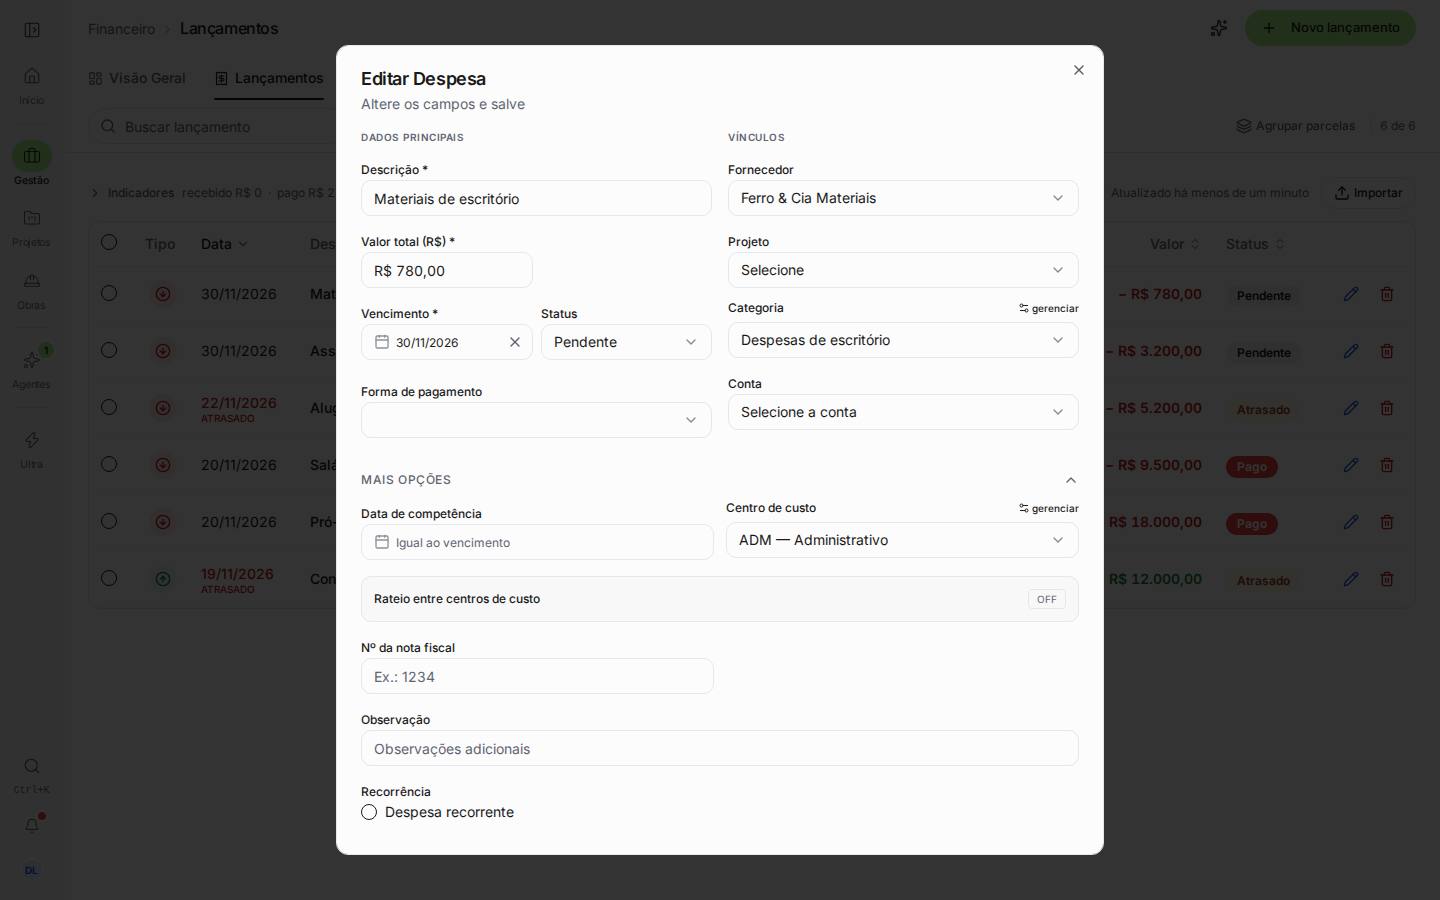 Financeiro > Lançamentos
Novo lançamento
Início
Gestão
Projetos
Obras
1
Agentes
Ultra
Ctrl+K
DL
Visão Geral
Lançamentos
Buscar lançamento
Agrupar parcelas
6 de 6
Indicadores recebido R$ 0 · pago R$ 2
Atualizado há menos de um minuto
Importar
Tipo Data Des Valor Status
30/11/2026 Mat − R$ 780,00 Pendente
30/11/2026 Ass − R$ 3.200,00 Pendente
22/11/2026 Alug − R$ 5.200,00 Atrasado
ATRASADO
20/11/2026 Salá − R$ 9.500,00 Pago
20/11/2026 Pró- R$ 18.000,00 Pago
19/11/2026 Con R$ 12.000,00 Atrasado
ATRASADO
Editar Despesa
Altere os campos e salve
DADOS PRINCIPAIS
Descrição *
Materiais de escritório
Valor total (R$) *
R$ 780,00
Vencimento *
30/11/2026
Status
Pendente
Forma de pagamento
VÍNCULOS
Fornecedor
Ferro & Cia Materiais
Projeto
Selecione
Categoria
gerenciar
Despesas de escritório
Conta
Selecione a conta
MAIS OPÇÕES
Data de competência
Igual ao vencimento
Centro de custo
gerenciar
ADM — Administrativo
Rateio entre centros de custo
OFF
Nº da nota fiscal
Ex.: 1234
Observação
Observações adicionais
Recorrência
Despesa recorrente